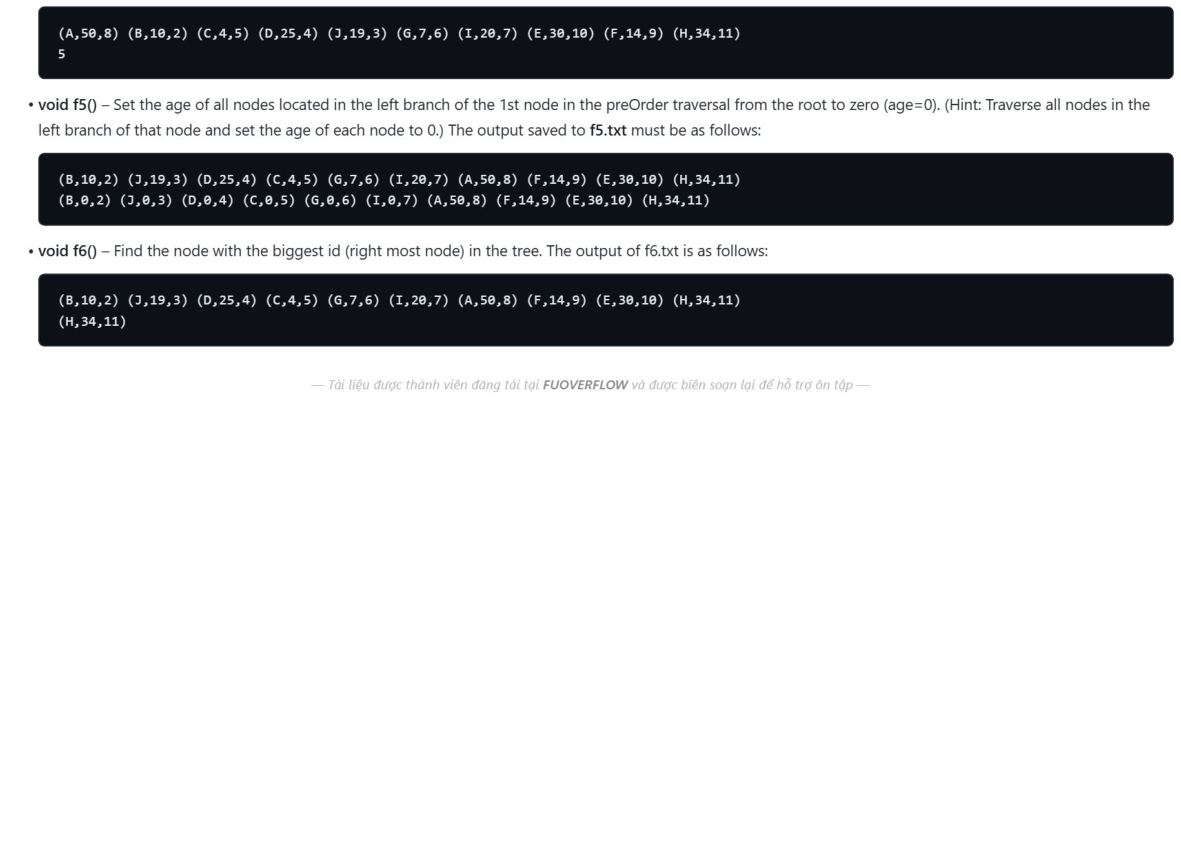 (A,50,8) (B,10,2) (C,4,5) (D,25,4) (J,19,3) (G,7,6) (I,20,7) (E,30,10) (F,14,9) (H,34,11)
5
• void f5() – Set the age of all nodes located in the left branch of the 1st node in the preOrder traversal from the root to zero (age=0). (Hint: Traverse all nodes in the
left branch of that node and set the age of each node to 0.) The output saved to f5.txt must be as follows:
(B,10,2) (J,19,3) (D,25,4) (C,4,5) (G,7,6) (I,20,7) (A,50,8) (F,14,9) (E,30,10) (H,34,11)
(B,0,2) (J,0,3) (D,0,4) (C,0,5) (G,0,6) (I,0,7) (A,50,8) (F,14,9) (E,30,10) (H,34,11)
• void f6() – Find the node with the biggest id (right most node) in the tree. The output of f6.txt is as follows:
(B,10,2) (J,19,3) (D,25,4) (C,4,5) (G,7,6) (I,20,7) (A,50,8) (F,14,9) (E,30,10) (H,34,11)
(H,34,11)
— Tài liệu được thành viên đăng tải tại FUOVERFLOW và được biên soạn lại để hỗ trợ ôn tập —